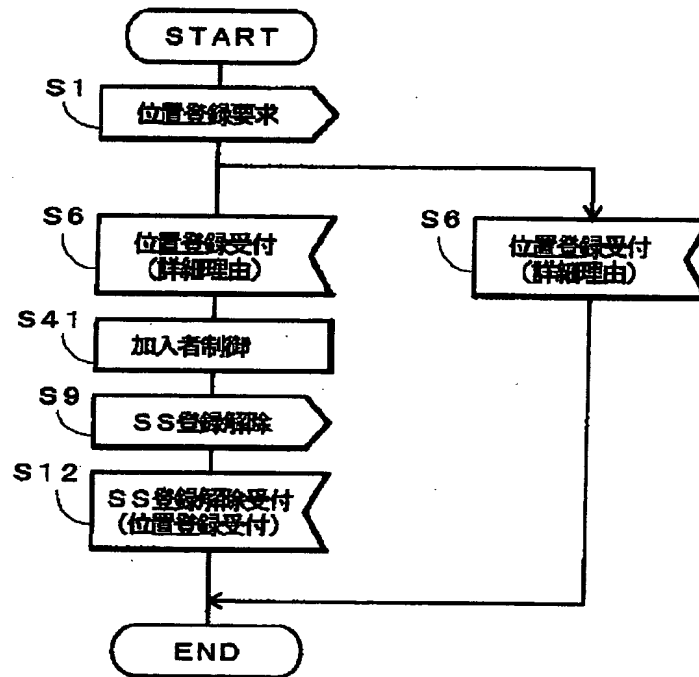 START
S1
位置登録要求
S6
位置登録受付
(詳細理由)
S6
位置登録受付
(詳細理由)
S41
加入者制御
S9
SS登録解除
S12
SS登録解除受付
(位置登録受付)
END